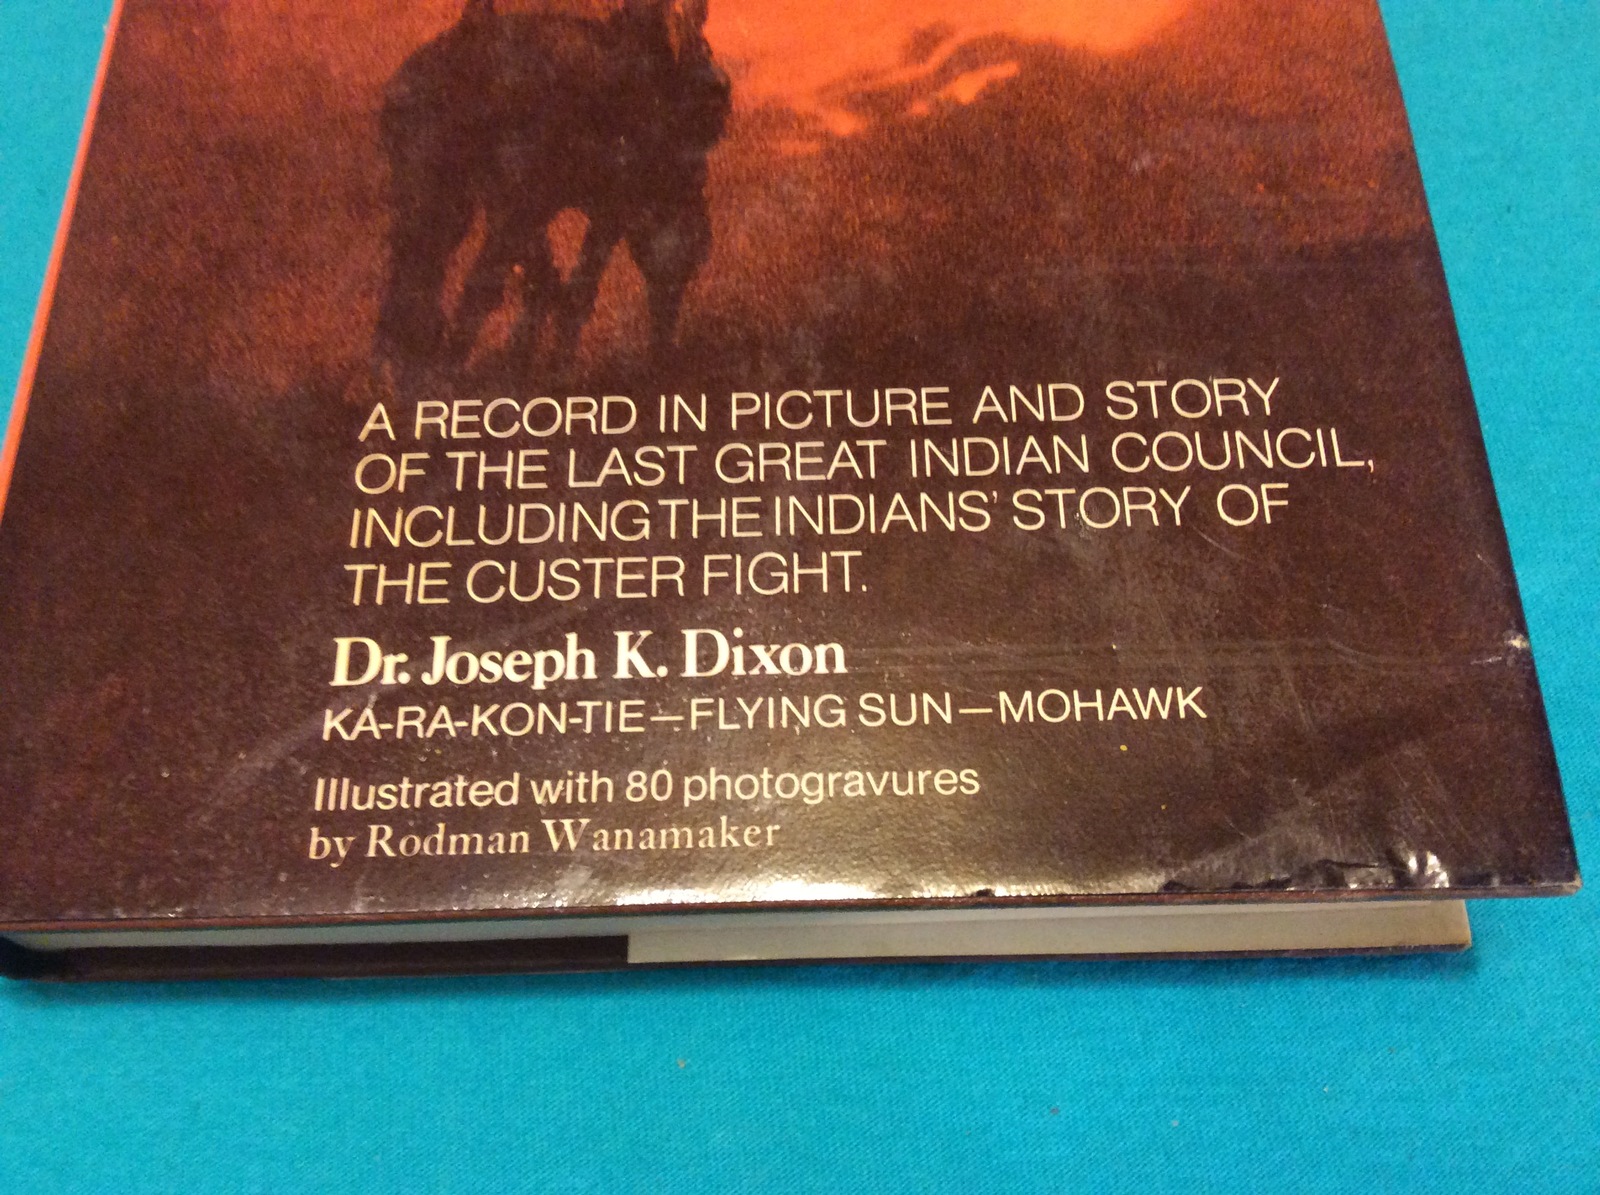 A RECORD IN PICTURE AND STORY
OF THE LAST GREAT INDIAN COUNCIL,
INCLUDING THE INDIANS' STORY OF
THE CUSTER FIGHT.
Dr. Joseph K. Dixon
KA-RA-KON-TIE—FLYING SUN—MOHAWK
Illustrated with 80 photogravures
by Rodman Wanamaker